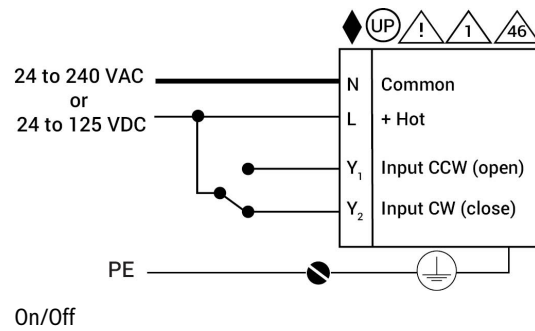 UP ! 1 46
24 to 240 VAC
or
24 to 125 VDC
N Common
L + Hot
Y1 Input CCW (open)
Y2 Input CW (close)
PE
On/Off